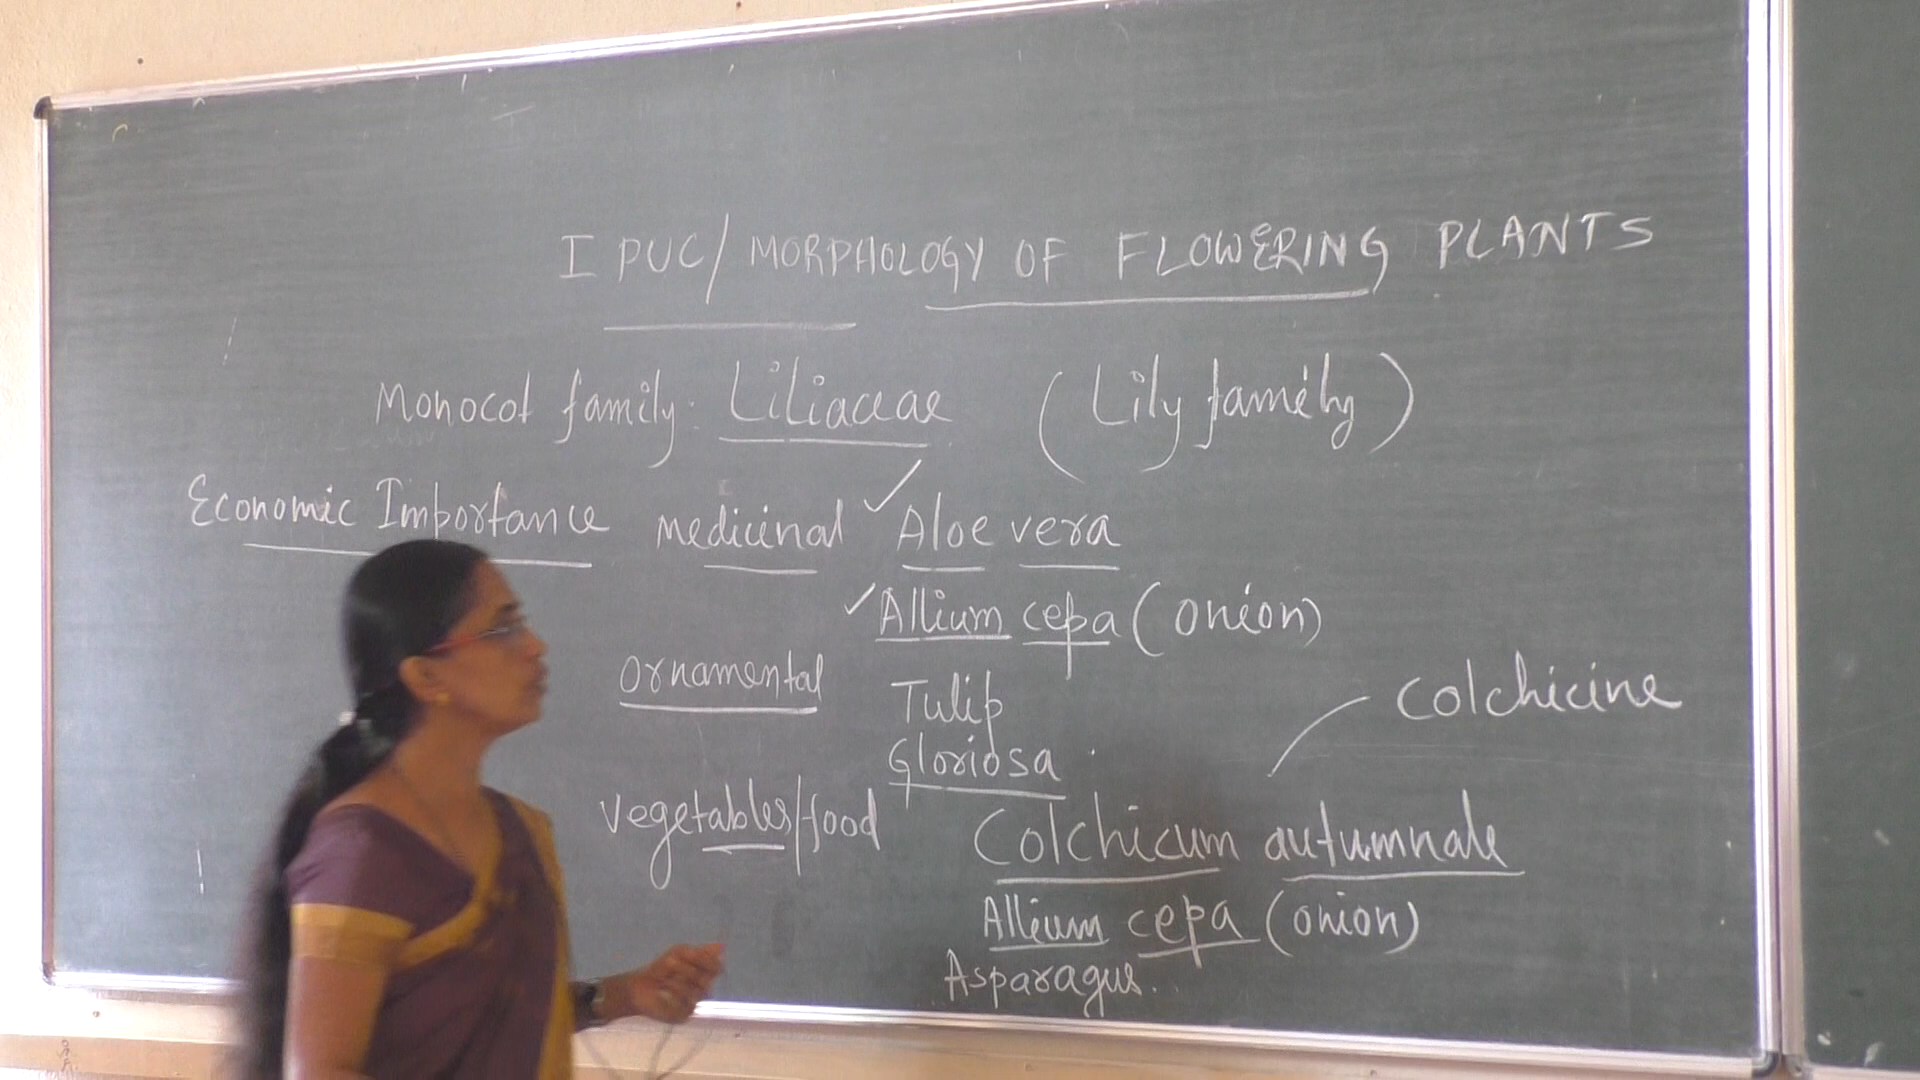 I PUC/ MORPHOLOGY OF FLOWERING PLANTS
Monocot family: Liliaceae (Lily family)
Economic Importance medicinal ✓ Aloe vera
✓ Allium cepa (onion)
ornamental Tulip
Gloriosa
Colchicine
vegetables/food Colchicum autumnale
Allium cepa (onion)
Asparagus.